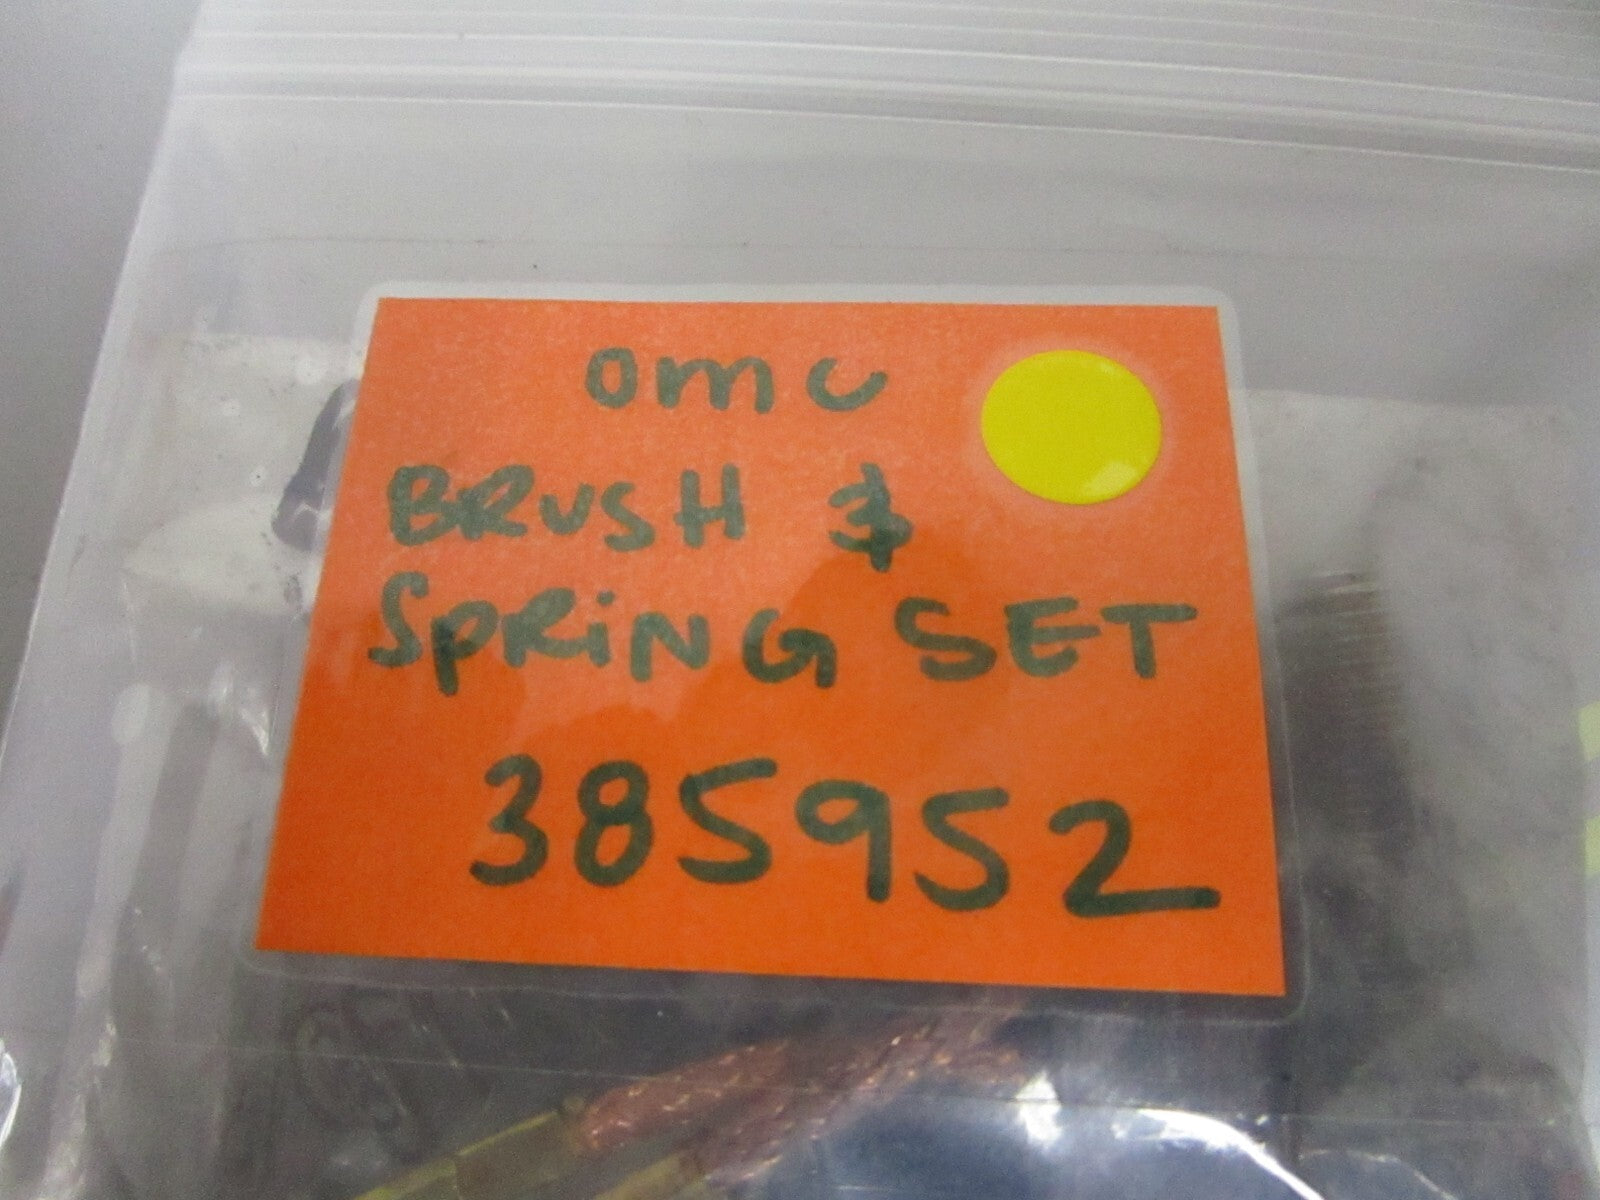 omc
BRUSH &
SPRiNG SET
385952